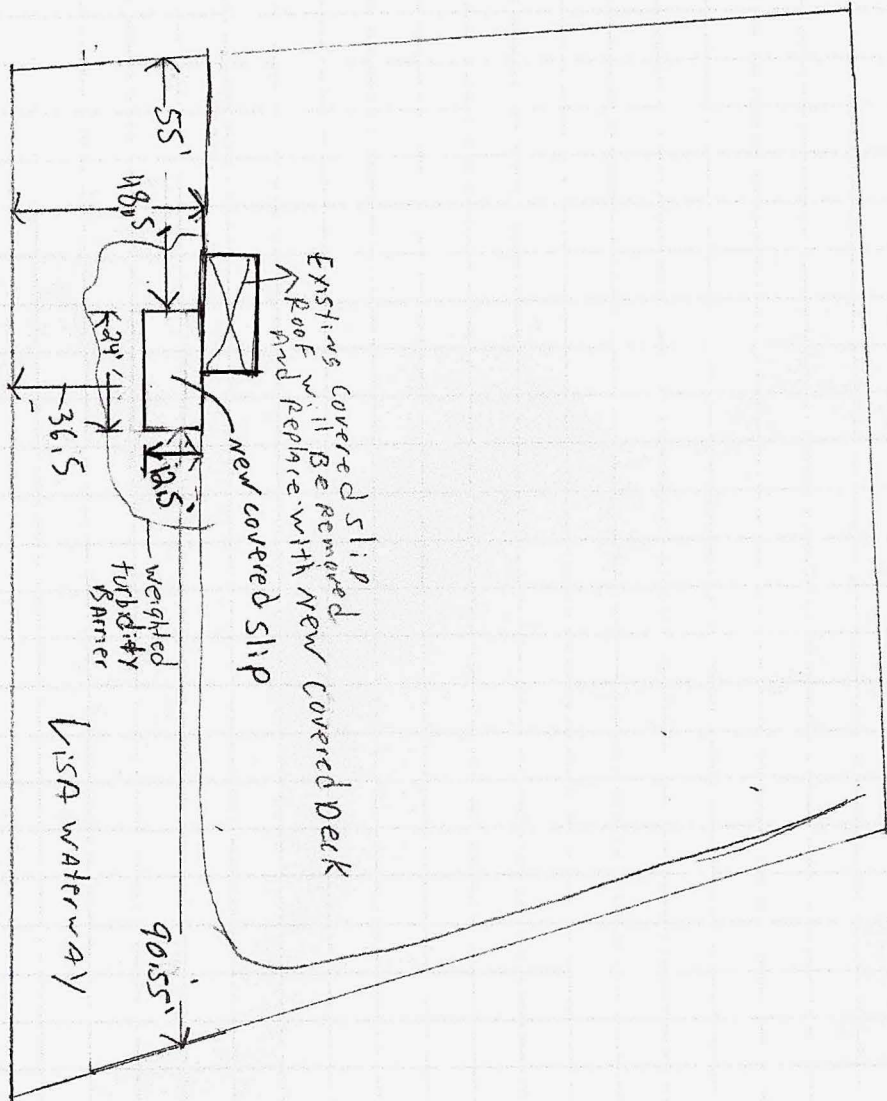 Existing covered slip
Roof will Be Removed
And Replace with New Covered Deck
New covered slip
55'
48.5'
24'
36.5
12.5'
weighted
turbidity
Barrier
90.55'
Visa waterway